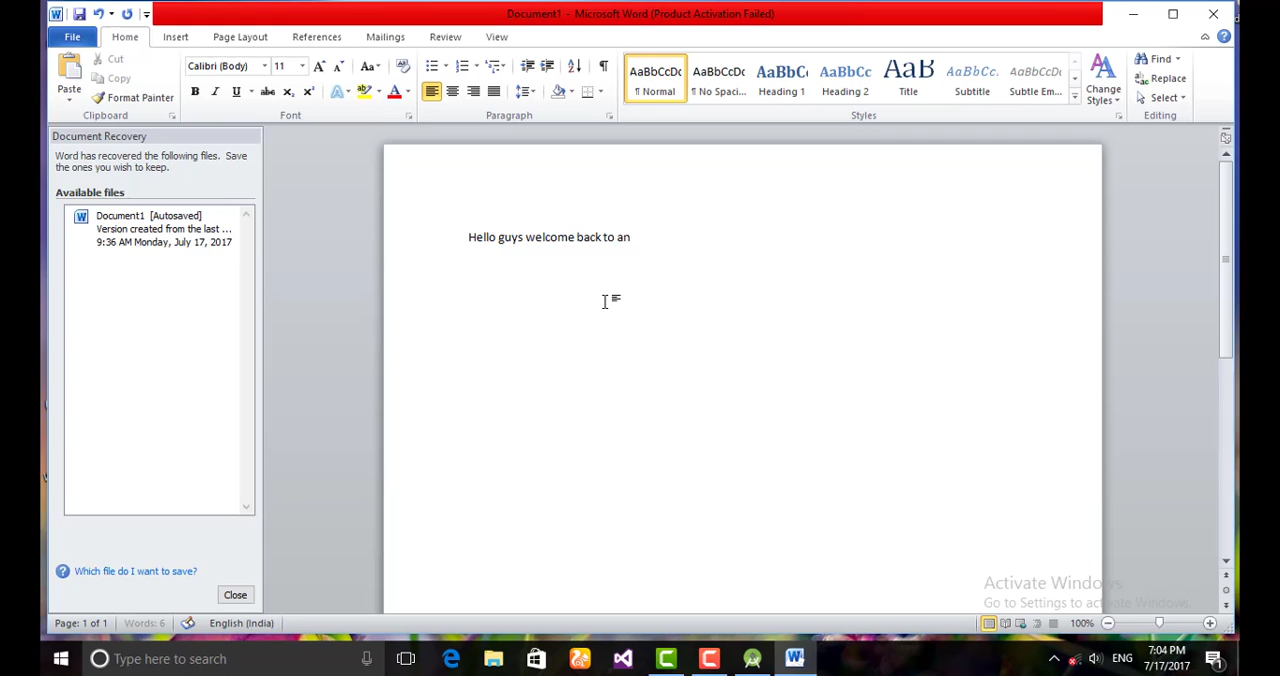 Document1 - Microsoft Word (Product Activation Failed)
File Home Insert Page Layout References Mailings Review View
Paste
Cut
Copy
Format Painter
Clipboard
Calibri (Body) 11
Font
Paragraph
AaBbCcDc AaBbCcDc AaBbC AaBbCc AaB AaBbCc. AaBbCcDc
¶ Normal ¶ No Spaci... Heading 1 Heading 2 Title Subtitle Subtle Em...
Styles
Change
Styles
Find
Replace
Select
Editing
Document Recovery
Word has recovered the following files. Save
the ones you wish to keep.
Available files
Document1 [Autosaved]
Version created from the last ...
9:36 AM Monday, July 17, 2017
Which file do I want to save?
Close
Hello guys welcome back to an
Activate Windows
Go to Settings to activate Windows.
Page: 1 of 1 Words: 6 English (India) 100%
Type here to search
ENG
7:04 PM
7/17/2017
1